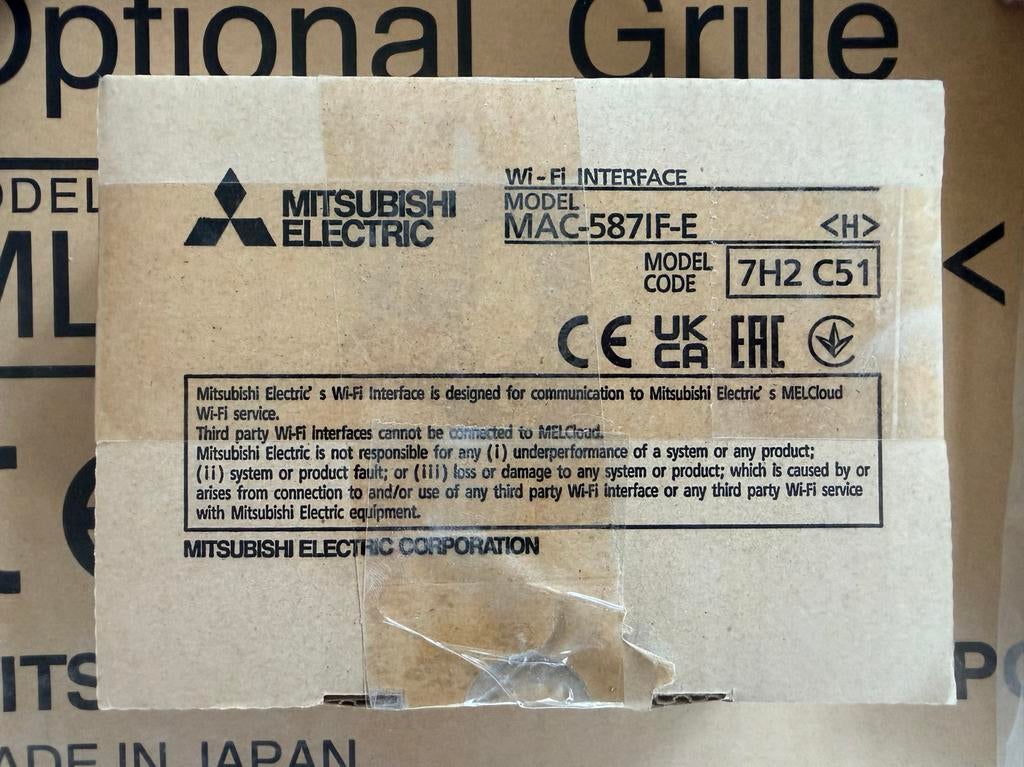 Optional Grille
MITSUBISHI
ELECTRIC
Wi-Fi INTERFACE
MODEL
MAC-587IF-E <H>
MODEL
CODE
7H2 C51
CE UK
CA EAC
Mitsubishi Electric's Wi-Fi Interface is designed for communication to Mitsubishi Electric's MELCloud
Wi-Fi service.
Third party Wi-Fi interfaces cannot be connected to MELCloud.
Mitsubishi Electric is not responsible for any (i) underperformance of a system or any product;
(ii) system or product fault; or (iii) loss or damage to any system or product; which is caused by or
arises from connection to and/or use of any third party Wi-Fi interface or any third party Wi-Fi service
with Mitsubishi Electric equipment.
MITSUBISHI ELECTRIC CORPORATION
MADE IN JAPAN